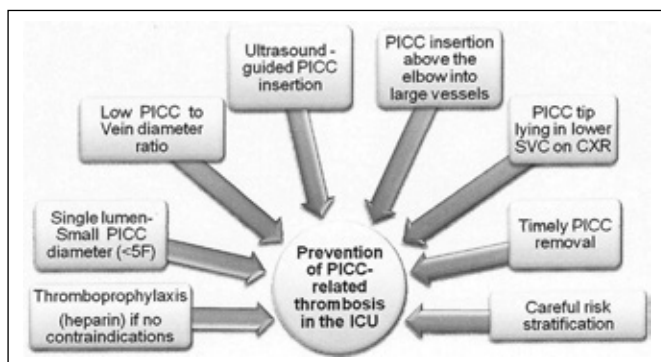 Ultrasound -
guided PICC
insertion
PICC insertion
above the
elbow into
large vessels
Low PICC to
Vein diameter
ratio
PICC tip
lying in lower
SVC on CXR
Single lumen-
Small PICC
diameter (<5F)
Timely PICC
removal
Thromboprophylaxis
(heparin) if no
contraindications
Careful risk
stratification
Prevention
of PICC-
related
thrombosis
in the ICU